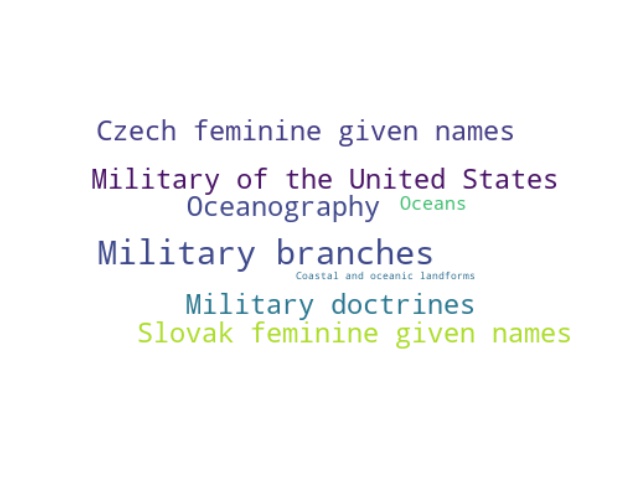 Czech feminine given names
Military of the United States
Oceanography Oceans
Military branches
Coastal and oceanic landforms
Military doctrines
Slovak feminine given names